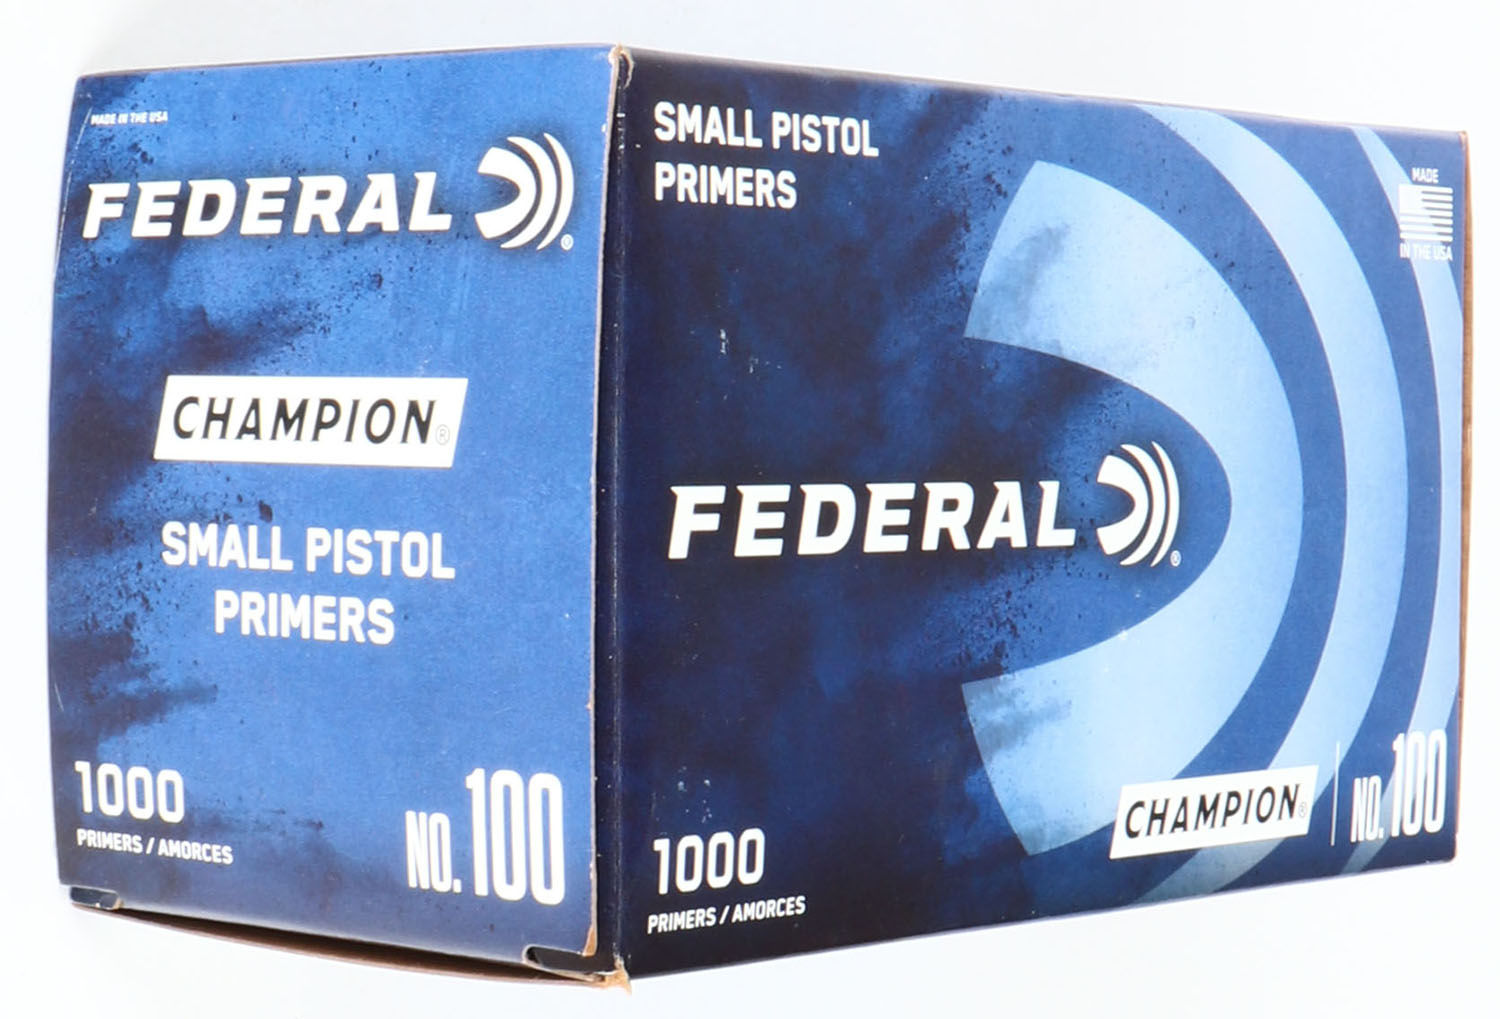 MADE IN THE USA
FEDERAL®
CHAMPION®
SMALL PISTOL
PRIMERS
1000
PRIMERS / AMORCES
NO. 100
SMALL PISTOL
PRIMERS
MADE
IN THE USA
FEDERAL®
1000
PRIMERS / AMORCES
CHAMPION®
NO. 100